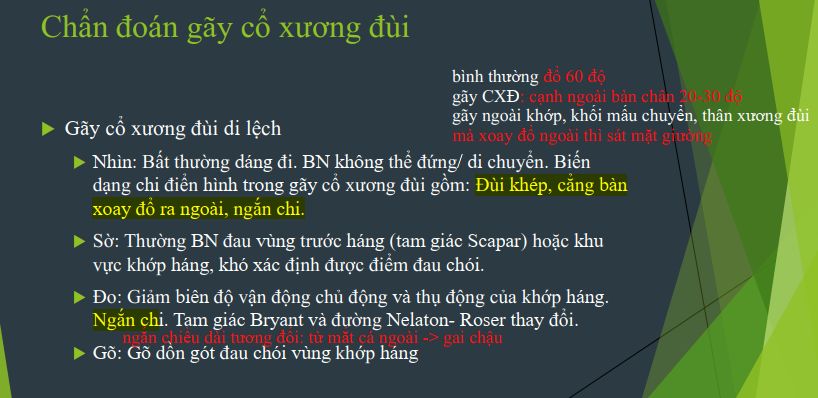 Chẩn đoán gãy cổ xương đùi
bình thường đổ 60 độ
gãy CXĐ: cạnh ngoài bàn chân 20-30 độ
gãy ngoài khớp, khối mấu chuyển, thân xương đùi
mà xoay đổ ngoài thì sát mặt giường
Gãy cổ xương đùi di lệch
Nhìn: Bất thường dáng đi. BN không thể đứng/ di chuyển. Biến
dạng chi điển hình trong gãy cổ xương đùi gồm: Đùi khép, cẳng bàn
xoay đổ ra ngoài, ngắn chi.
Sờ: Thường BN đau vùng trước háng (tam giác Scapar) hoặc khu
vực khớp háng, khó xác định được điểm đau chói.
Đo: Giảm biên độ vận động chủ động và thụ động của khớp háng.
Ngắn chi. Tam giác Bryant và đường Nelaton- Roser thay đổi.
ngắn chiều dài tương đối: từ mắt cá ngoài -> gai chậu
Gõ: Gõ dồn gót đau chói vùng khớp háng